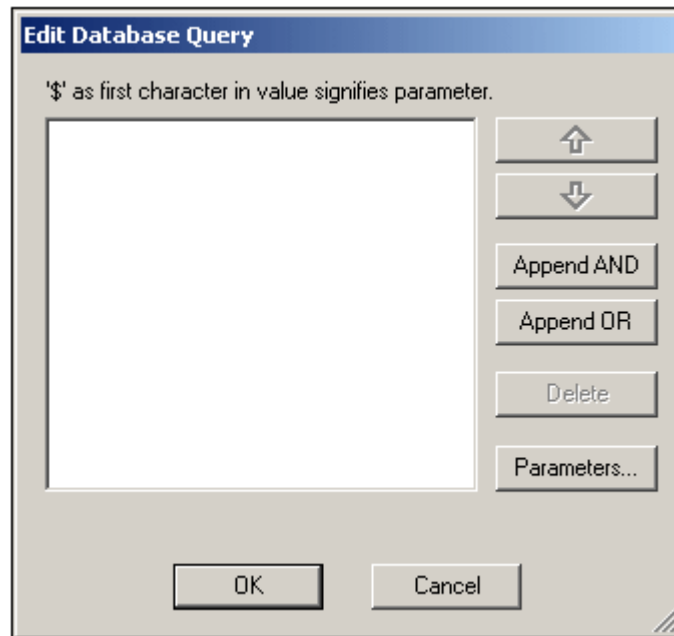 Edit Database Query
'$' as first character in value signifies parameter.
Append AND
Append OR
Delete
Parameters...
OK
Cancel